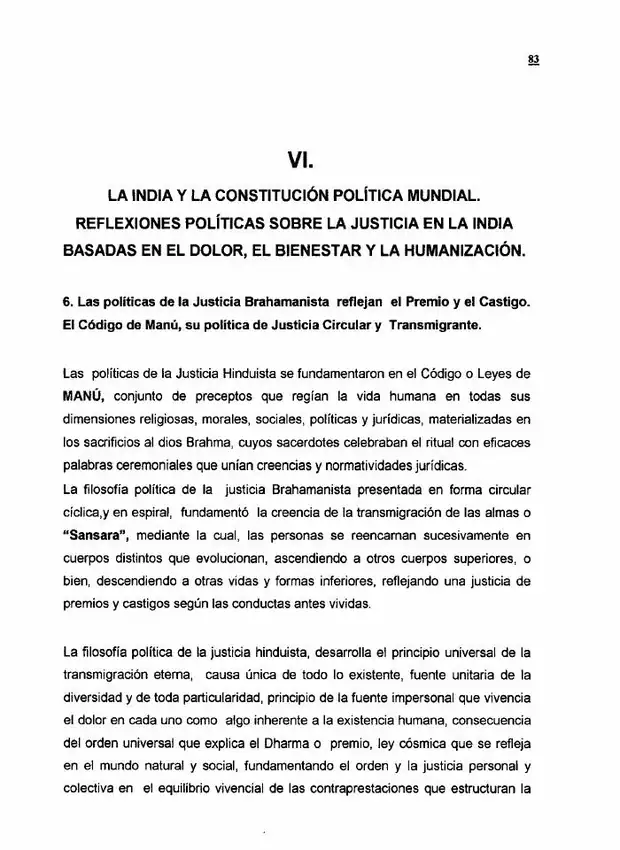 83
VI.
LA INDIA Y LA CONSTITUCIÓN POLÍTICA MUNDIAL.
REFLEXIONES POLÍTICAS SOBRE LA JUSTICIA EN LA INDIA
BASADAS EN EL DOLOR, EL BIENESTAR Y LA HUMANIZACIÓN.
6. Las políticas de la Justicia Brahamanista reflejan el Premio y el Castigo.
El Código de Manú, su política de Justicia Circular y Transmigrante.
Las políticas de la Justicia Hinduista se fundamentaron en el Código o Leyes de
MANÚ, conjunto de preceptos que regían la vida humana en todas sus
dimensiones religiosas, morales, sociales, políticas y jurídicas, materializadas en
los sacrificios al dios Brahma, cuyos sacerdotes celebraban el ritual con eficaces
palabras ceremoniales que unían creencias y normatividades jurídicas.
La filosofía política de la justicia Brahamanista presentada en forma circular
cíclica,y en espiral, fundamentó la creencia de la transmigración de las almas o
“Sansara”, mediante la cual, las personas se reencarnan sucesivamente en
cuerpos distintos que evolucionan, ascendiendo a otros cuerpos superiores, o
bien, descendiendo a otras vidas y formas inferiores, reflejando una justicia de
premios y castigos según las conductas antes vividas.
La filosofía política de la justicia hinduista, desarrolla el principio universal de la
transmigración eterna, causa única de todo lo existente, fuente unitaria de la
diversidad y de toda particularidad, principio de la fuente impersonal que vivencia
el dolor en cada uno como algo inherente a la existencia humana, consecuencia
del orden universal que explica el Dharma o premio, ley cósmica que se refleja
en el mundo natural y social, fundamentando el orden y la justicia personal y
colectiva en el equilibrio vivencial de las contraprestaciones que estructuran la